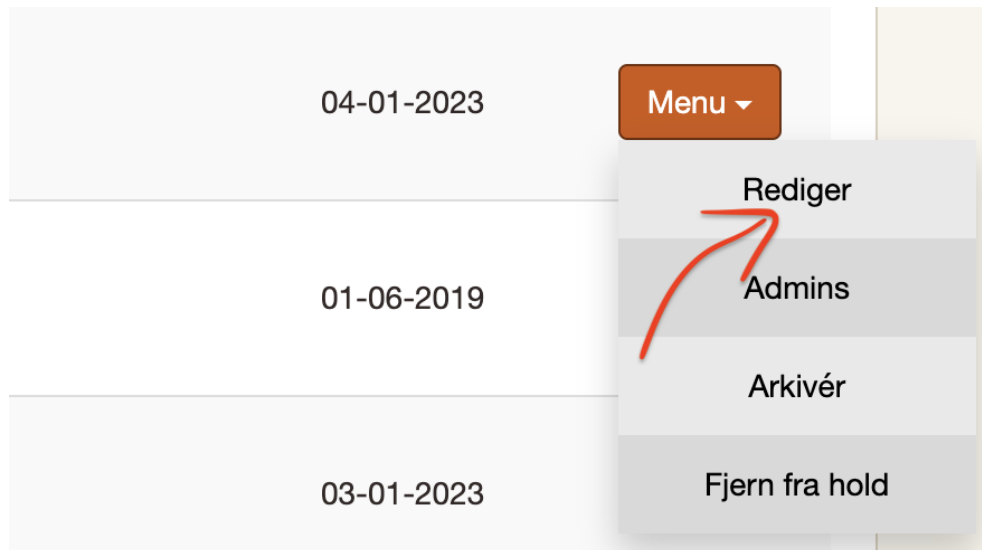 04-01-2023 Menu
Rediger
Admins
01-06-2019
Arkivér
Fjern fra hold
03-01-2023